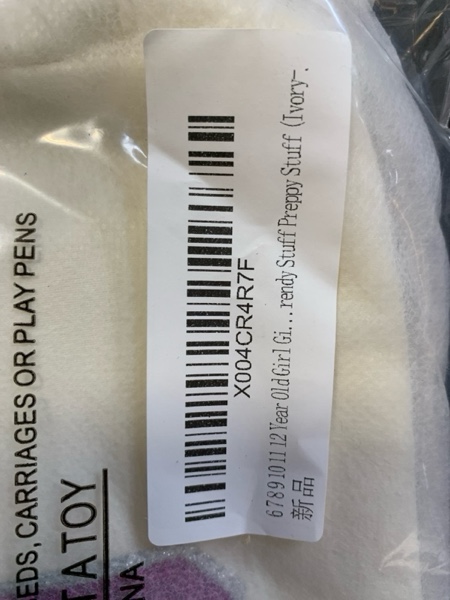 EDS, CARRIAGES OR PLAY PENS
T A TOY
NA
X004CR4R7F
6 7 8 9 10 11 12 Year Old Girl Gi... rendy Stuff Preppy Stuff (Ivory-.
新品